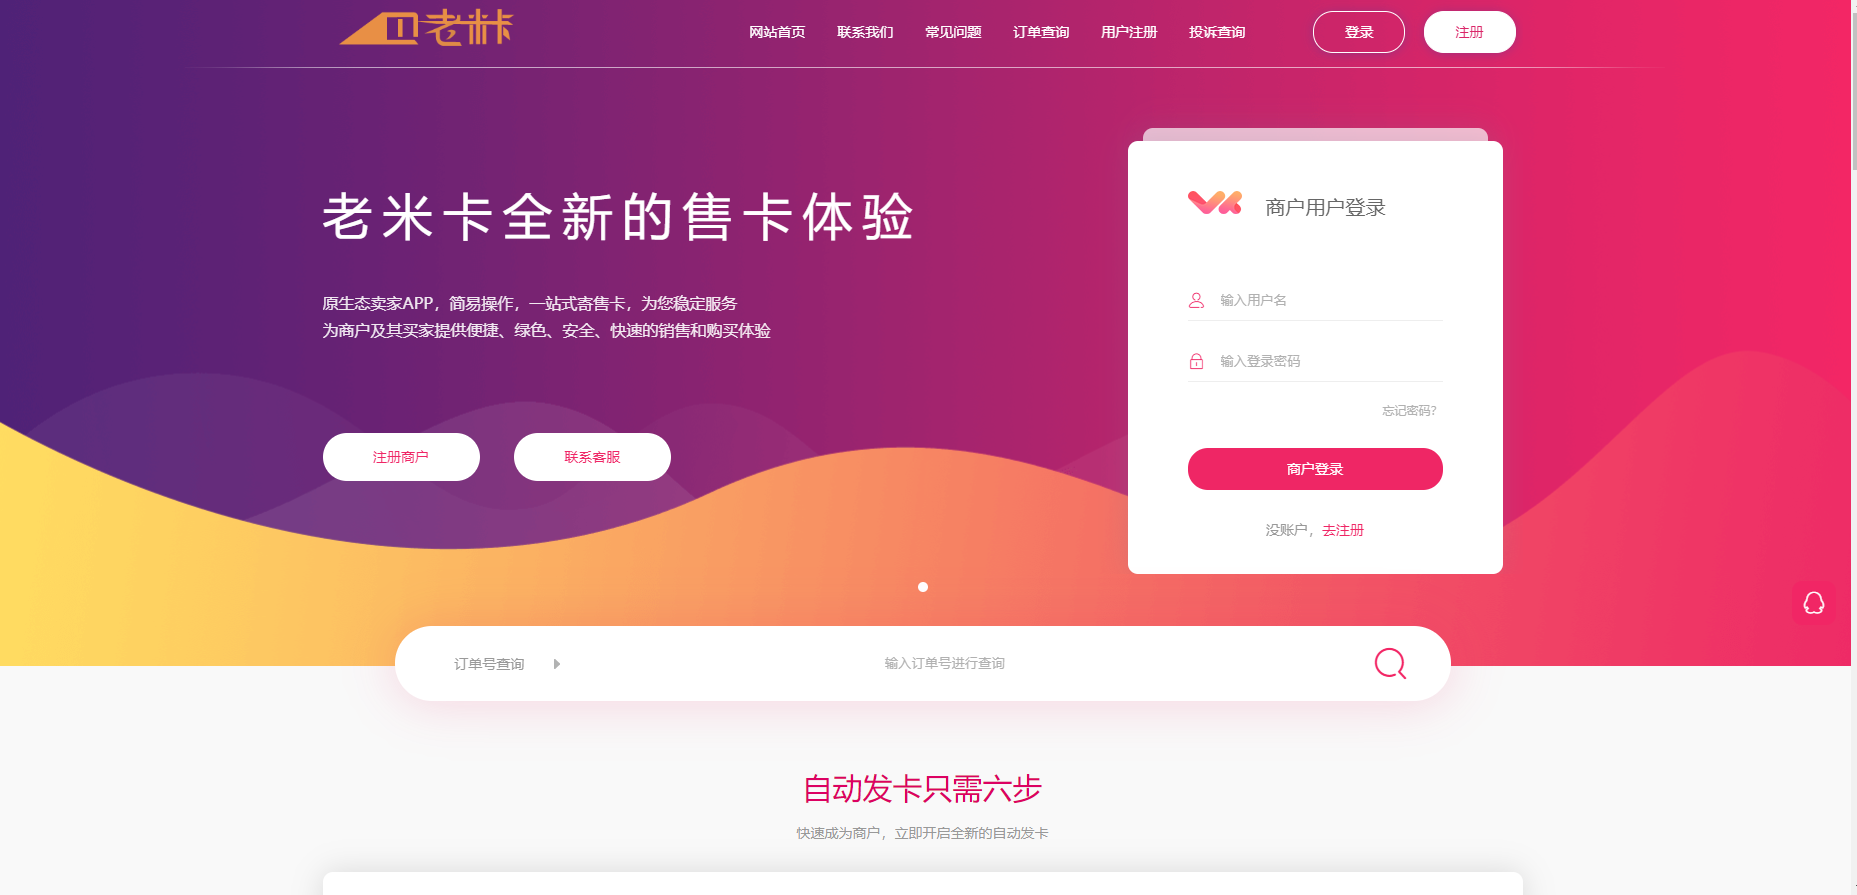 老米卡
网站首页 联系我们 常见问题 订单查询 用户注册 投诉查询 登录 注册
老米卡全新的售卡体验
原生态卖家APP，简易操作，一站式寄售卡，为您稳定服务
为商户及其买家提供便捷、绿色、安全、快速的销售和购买体验
注册商户 联系客服
商户用户登录
输入用户名
输入登录密码
忘记密码？
商户登录
没账户，去注册
订单号查询 输入订单号进行查询
自动发卡只需六步
快速成为商户，立即开启全新的自动发卡